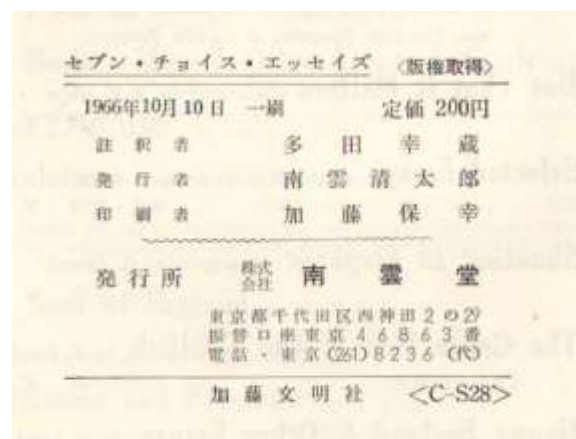 セブン・チョイス・エッセイズ 〈版権取得〉
1966年10月10日 一刷 定価 200円
註釈者 多田幸蔵
発行者 南雲清太郎
印刷者 加藤保幸
発行所 株式会社 南雲堂
東京都千代田区西神田2の29
振替口座東京46863番
電話・東京(261)8236(代)
加藤文明社 <C-S28>